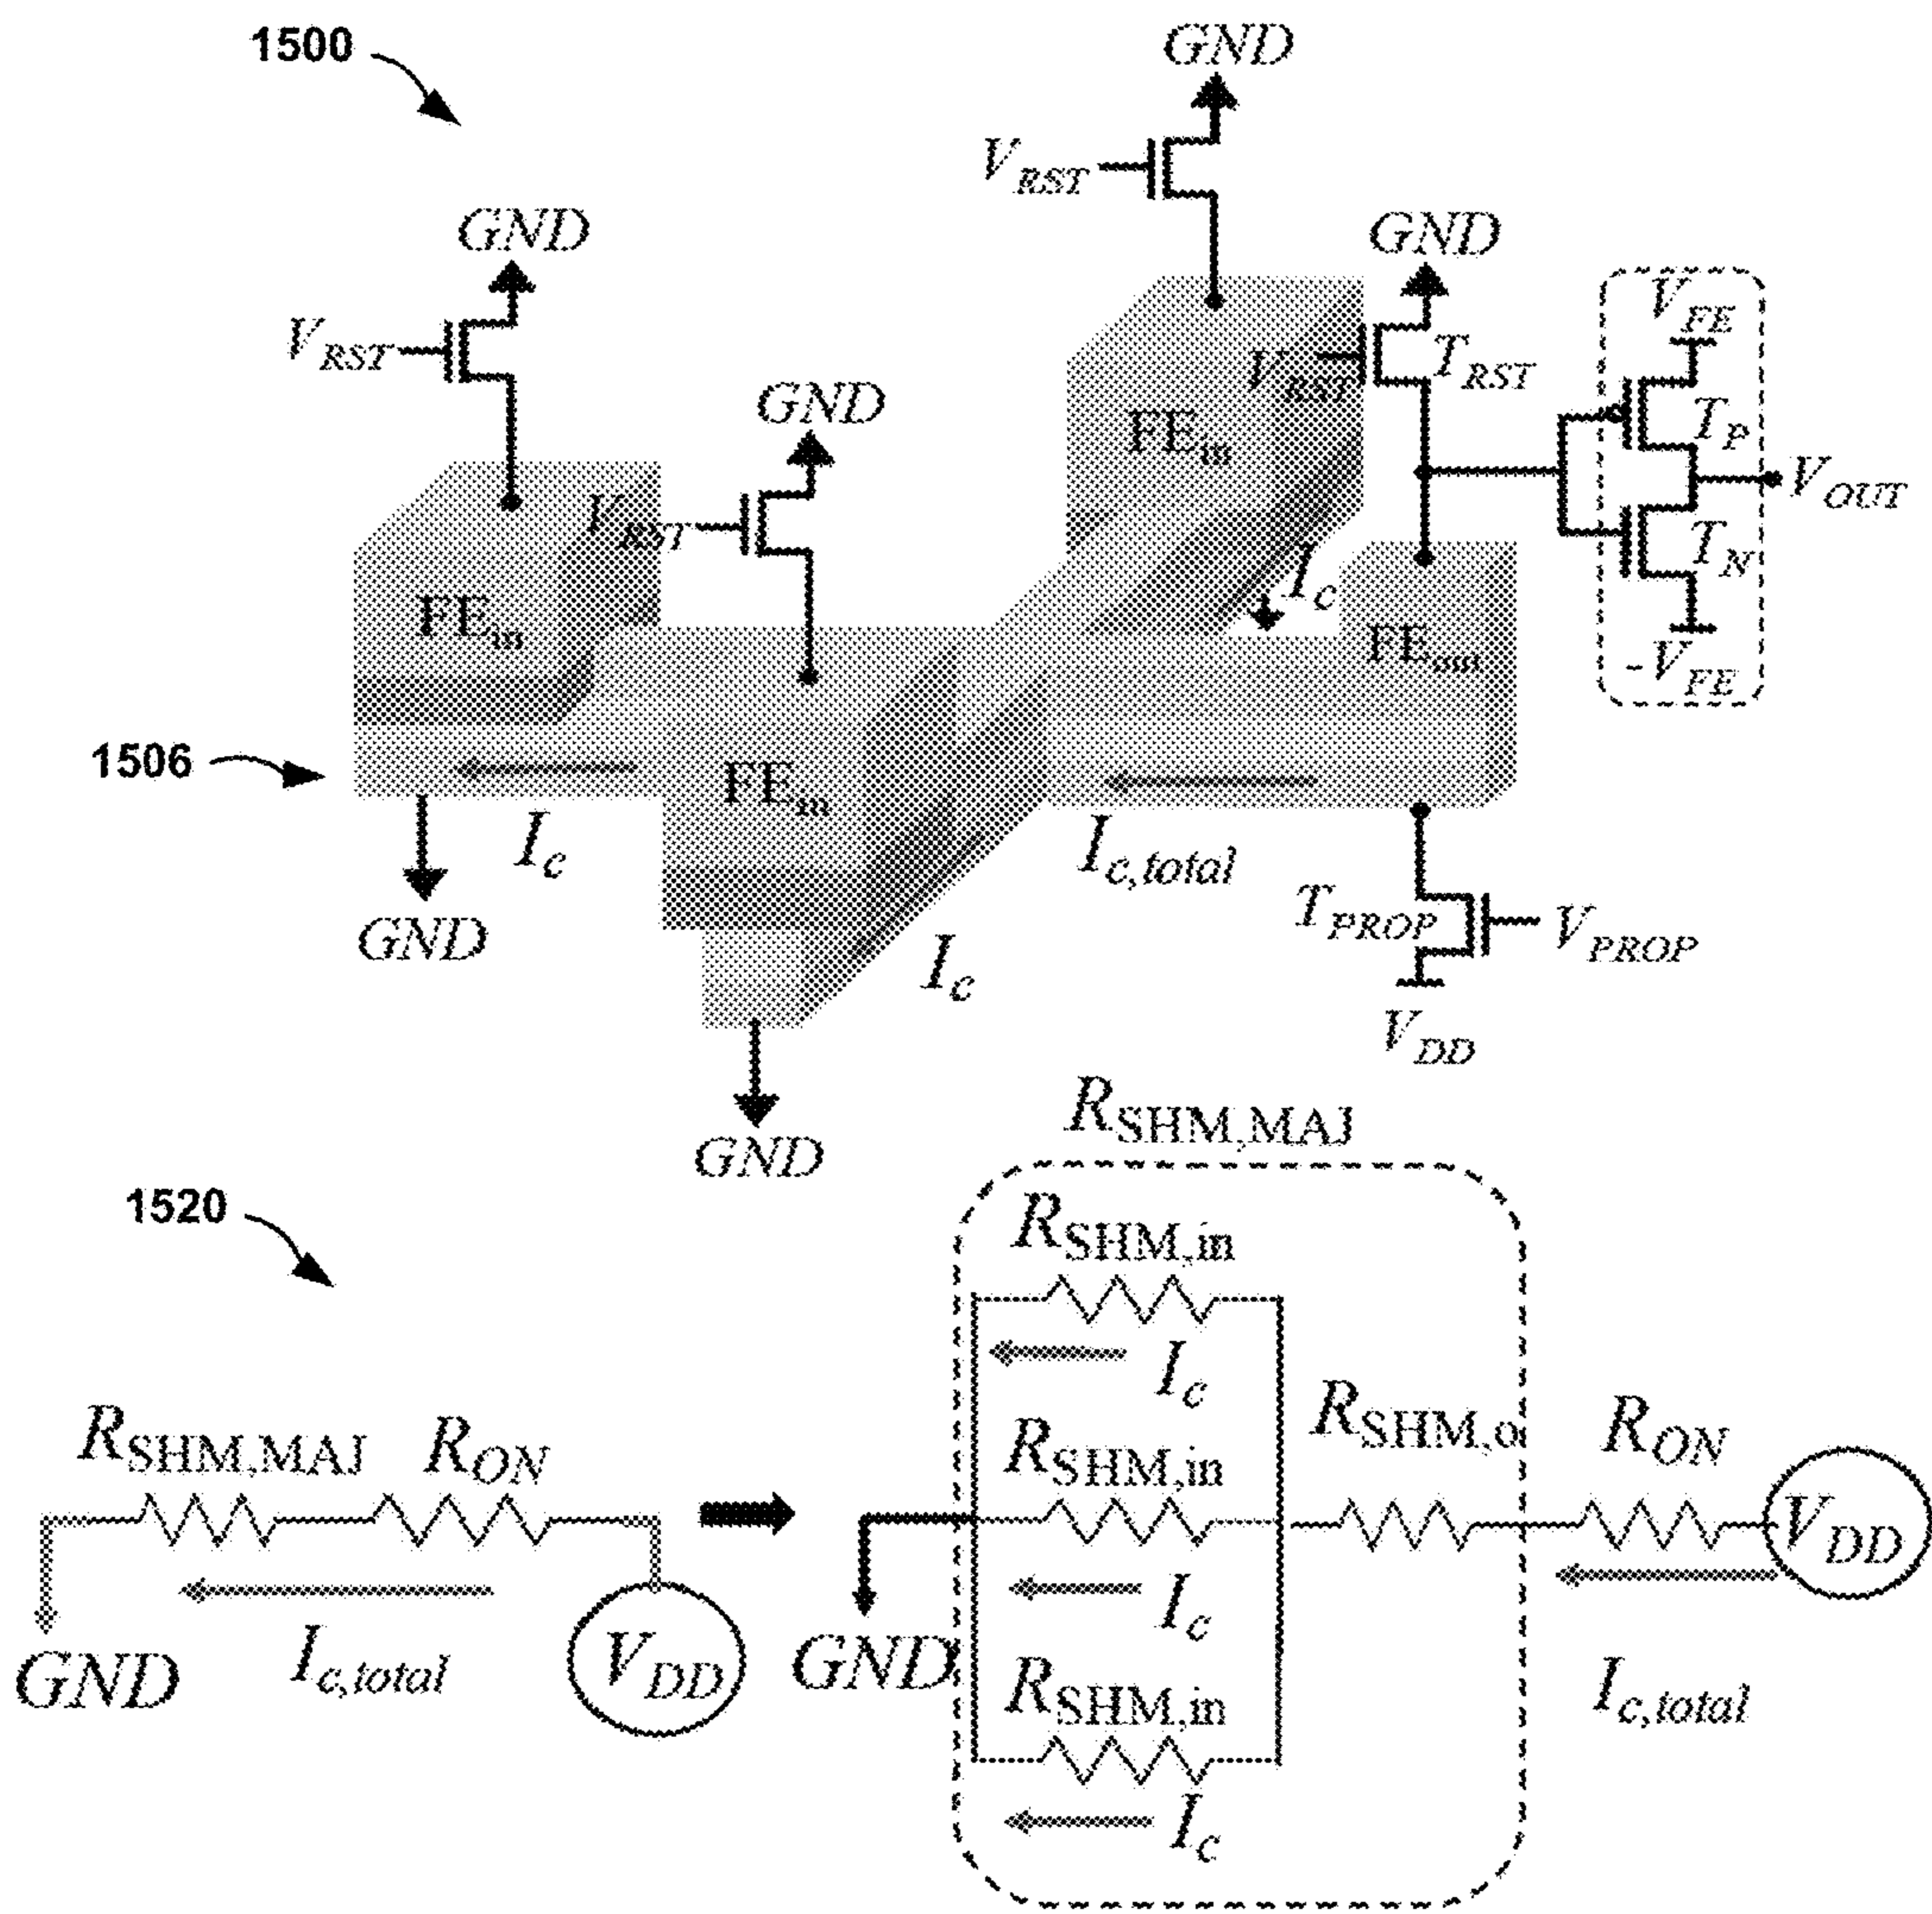 1500
GND
V_RST
GND
GND
V_RST
GND
V_RST
V_RST
T_RST
V_FE
T_P
V_OUT
T_N
-V_FE
FE_in
FE_in
FE_in
I_c
1506
I_c
I_c,total
I_c
GND
T_PROP
V_PROP
V_DD
GND
R_SHM,MAJ
1520
R_SHM,in
I_c
R_SHM,MAJ
R_ON
R_SHM,in
R_SHM,o
R_ON
V_DD
I_c
GND
I_c,total
V_DD
GND
R_SHM,in
I_c,total
I_c